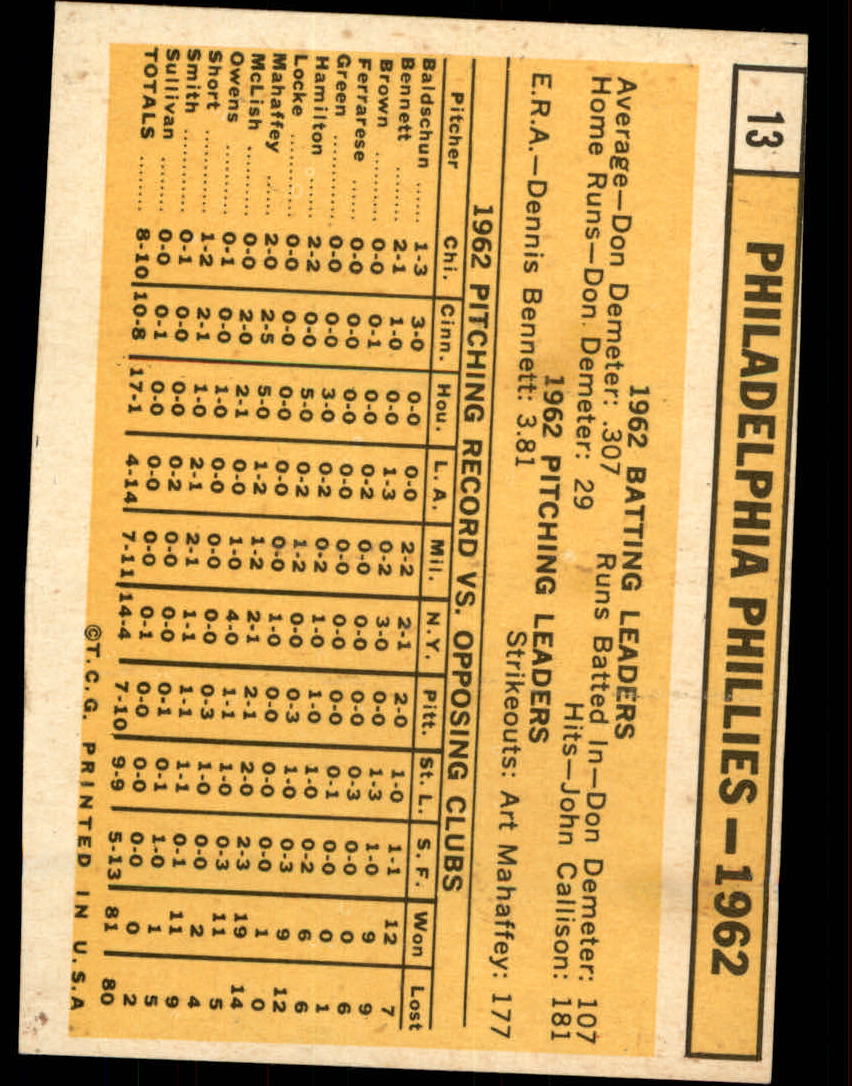 13 PHILADELPHIA PHILLIES — 1962
1962 BATTING LEADERS
Average—Don Demeter: .307 Runs Batted In—Don Demeter: 107
Home Runs—Don. Demeter: 29 Hits—John Callison: 181
1962 PITCHING LEADERS
E.R.A.—Dennis Bennett: 3.81 Strikeouts: Art Mahaffey: 177
1962 PITCHING RECORD VS. OPPOSING CLUBS
Pitcher Chi. Cinn. Hou. L.A. Mil. N.Y. Pitt. St.L. S.F. Won Lost
Baldschun ...... 1-3 3-0 0-0 0-0 2-2 2-1 2-0 1-0 1-1 12 7
Bennett ........ 2-1 1-0 0-0 1-3 0-2 3-0 0-0 1-3 1-0 9 9
Brown .......... 0-0 0-1 0-0 0-2 0-0 0-0 0-0 0-3 0-0 0 6
Ferrarese ...... 0-0 0-0 0-0 0-0 0-0 0-0 0-0 0-1 0-0 0 1
Green .......... 0-0 0-0 3-0 0-2 0-2 1-0 1-0 1-0 0-2 6 6
Hamilton ...... 2-2 0-0 5-0 0-2 1-2 0-0 0-3 1-0 0-3 9 12
Locke .......... 0-0 0-0 0-0 0-0 0-0 1-0 0-0 0-0 0-0 1 0
Mahaffey ...... 2-0 2-5 5-0 1-2 1-2 2-1 2-1 2-0 2-3 19 14
McLish .......... 0-0 2-0 2-1 0-0 1-0 4-0 1-1 1-0 0-3 11 5
Owens .......... 0-1 0-0 1-0 0-0 0-0 0-0 0-3 1-0 0-0 2 4
Short ............ 1-2 2-1 1-0 2-1 2-1 1-1 1-1 1-1 0-1 11 9
Smith ............ 0-1 0-0 0-0 0-2 0-0 0-0 0-1 0-1 1-0 1 5
Sullivan ........ 0-0 0-1 0-0 0-0 0-0 0-1 0-0 0-0 0-0 0 2
TOTALS ........ 8-10 10-8 17-1 4-14 7-11 14-4 7-10 9-9 5-13 81 80
©T.C.G. PRINTED IN U.S.A